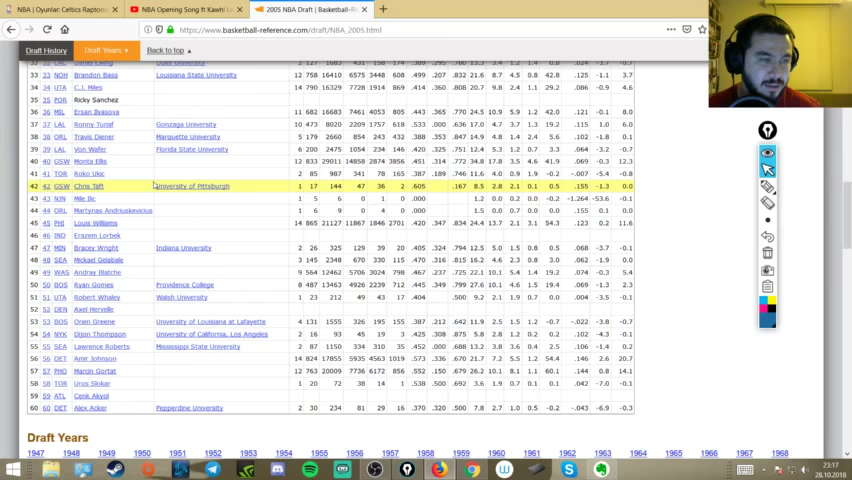 NBA | Oyunlar: Celtics Raptors
NBA Opening Song ft Kawhi L
2005 NBA Draft | Basketball-Refere
https://www.basketball-reference.com/draft/NBA_2005.html
Draft History Draft Years ▾ Back to top ▴
33 33 NOH Brandon Bass Louisiana State University 12 758 16410 6575 3448 608 .499 .207 .832 21.6 8.7 4.5 0.8 42.8 .125 -1.1 3.7
34 34 UTA C.J. Miles 14 790 16329 7728 1914 869 .414 .360 .808 20.7 9.8 2.4 1.1 29.2 .086 -0.9 4.6
35 35 POR Ricky Sanchez
36 36 MIL Ersan Ilyasova 11 682 16693 7461 4053 805 .443 .365 .770 24.5 10.9 5.9 1.2 42.0 .121 -0.1 8.0
37 37 LAL Ronny Turiaf Gonzaga University 10 473 8020 2209 1757 618 .533 .000 .635 17.0 4.7 3.7 1.3 19.2 .115 1.0 6.0
38 38 ORL Travis Diener Marquette University 5 179 2660 854 243 432 .388 .353 .847 14.9 4.8 1.4 2.4 5.6 .102 -1.8 0.1
39 39 LAL Von Wafer Florida State University 6 200 2475 1054 234 146 .420 .325 .751 12.4 5.3 1.2 0.7 3.3 .064 -3.2 -0.7
40 40 GSW Monta Ellis 12 833 29011 14858 2874 3856 .451 .314 .772 34.8 17.8 3.5 4.6 41.9 .069 -0.3 12.3
41 41 TOR Roko Ukic 2 85 987 341 78 165 .387 .189 .746 11.6 4.0 0.9 1.9 -0.2 -.007 -5.4 -0.8
42 42 GSW Chris Taft University of Pittsburgh 1 17 144 47 36 2 .605 .167 8.5 2.8 2.1 0.1 0.5 .155 -1.3 0.0
43 43 NJN Mile Ilic 1 5 6 0 1 0 .000 1.2 0.0 0.2 0.0 -0.2 -1.264 -53.6 -0.1
44 44 ORL Martynas Andriuskevicius 1 6 9 0 4 0 .000 1.5 0.0 0.7 0.0 0.0 .155 0.1 0.0
45 45 PHI Louis Williams 14 865 21127 11867 1846 2701 .420 .347 .834 24.4 13.7 2.1 3.1 54.3 .123 0.2 11.6
46 46 IND Erazem Lorbek
47 47 MIN Bracey Wright Indiana University 2 26 325 129 39 20 .405 .324 .794 12.5 5.0 1.5 0.8 0.5 .068 -3.7 -0.1
48 48 SEA Mickael Gelabale 3 145 2348 670 330 115 .470 .316 .815 16.2 4.6 2.3 0.8 3.0 .062 -1.9 0.0
49 49 WAS Andray Blatche 9 564 12462 5706 3024 798 .467 .237 .725 22.1 10.1 5.4 1.4 19.2 .074 -0.3 5.4
50 50 BOS Ryan Gomes Providence College 8 487 13463 4926 2239 712 .445 .349 .799 27.6 10.1 4.6 1.5 19.4 .069 -1.3 2.3
51 51 UTA Robert Whaley Walsh University 1 23 212 49 43 17 .404 .500 9.2 2.1 1.9 0.7 0.0 .004 -3.5 -0.1
52 52 DEN Axel Hervelle
53 53 BOS Orien Greene University of Louisiana at Lafayette 4 131 1555 326 195 155 .387 .212 .642 11.9 2.5 1.5 1.2 -0.7 -.022 -3.8 -0.7
54 54 NYK Dijon Thompson University of California, Los Angeles 2 16 93 45 19 3 .425 .308 .875 5.8 2.8 1.2 0.2 0.2 .102 -4.3 -0.1
55 55 SEA Lawrence Roberts Mississippi State University 2 87 1150 334 310 35 .450 .000 .688 13.2 3.8 3.6 0.4 2.5 .106 -1.4 0.2
56 56 DET Amir Johnson 14 824 17855 5935 4563 1019 .573 .336 .670 21.7 7.2 5.5 1.2 54.4 .146 2.6 20.7
57 57 PHO Marcin Gortat 12 763 20009 7736 6172 856 .552 .150 .679 26.2 10.1 8.1 1.1 60.1 .144 0.8 14.1
58 58 TOR Uros Slokar 1 20 72 38 14 1 .538 .500 .692 3.6 1.9 0.7 0.1 0.1 .042 -7.0 -0.1
59 59 ATL Cenk Akyol
60 60 DET Alex Acker Pepperdine University 2 30 234 81 29 16 .370 .320 .500 7.8 2.7 1.0 0.5 -0.2 -.043 -6.9 -0.3
Draft Years
1947 1950 1951 1952 1953 1954 1955 1956 1957 1958 1959 1960 1961 1962 1963 1964 1965 1966 1967 1968
23:17
28.10.2018